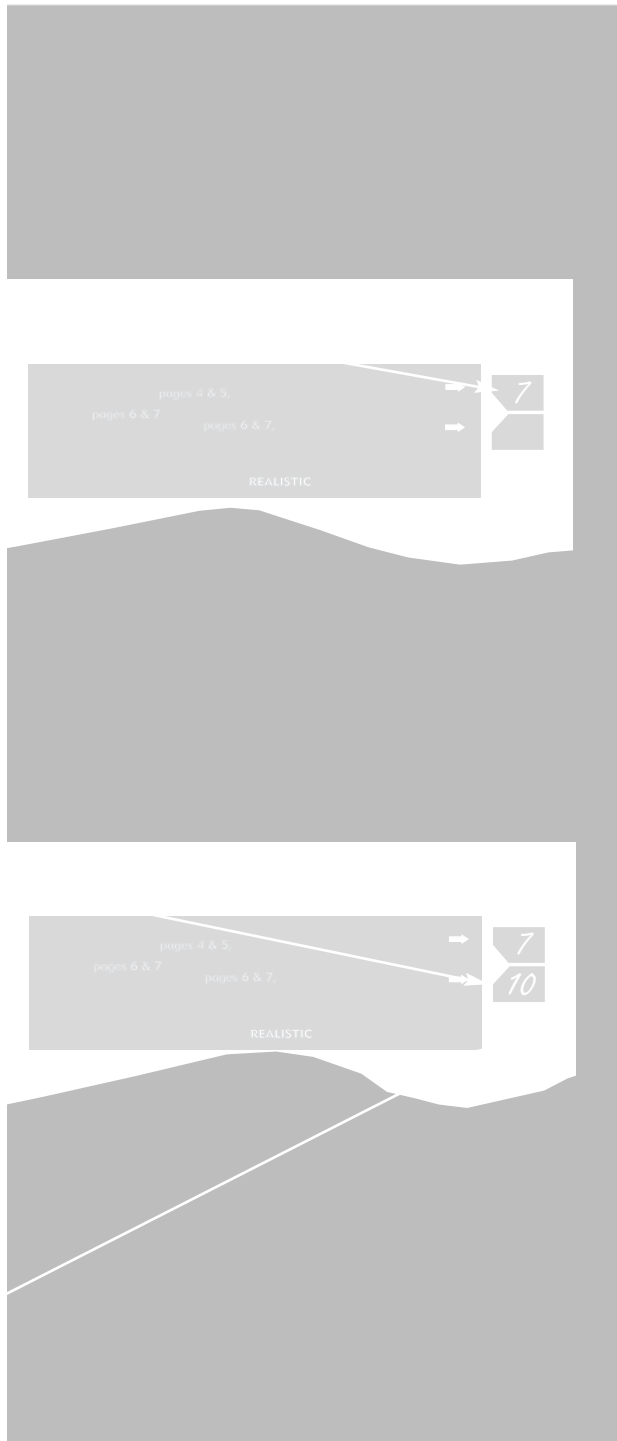 pages 4 & 5,
7
pages 6 & 7
pages 6 & 7,
REALISTIC
pages 4 & 5,
7
pages 6 & 7
pages 6 & 7,
10
REALISTIC